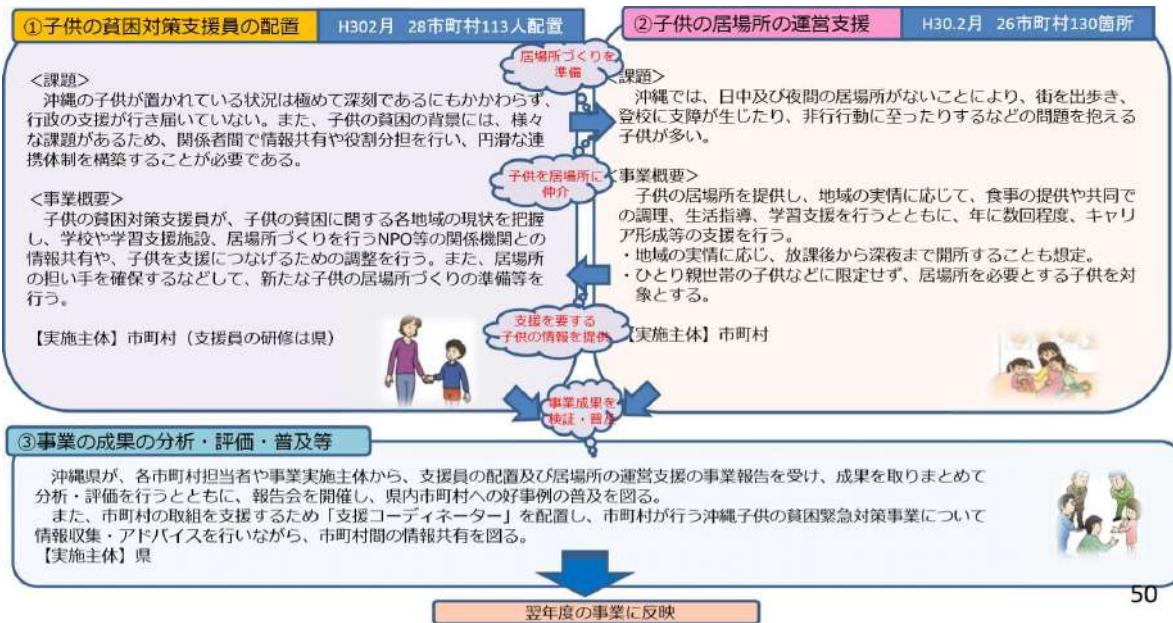 ①子供の貧困対策支援員の配置
H302月 28市町村113人配置
<課題>
沖縄の子供が置かれている状況は極めて深刻であるにもかかわらず、
行政の支援が行き届いていない。また、子供の貧困の背景には、様々
な課題があるため、関係者間で情報共有や役割分担を行い、円滑な連
携体制を構築することが必要である。
<事業概要>
子供の貧困対策支援員が、子供の貧困に関する各地域の現状を把握
し、学校や学習支援施設、居場所づくりを行うNPO等の関係機関との
情報共有や、子供を支援につなげるための調整を行う。また、居場所
の担い手を確保するなどして、新たな子供の居場所づくりの準備等を
行う。
【実施主体】市町村（支援員の研修は県）
居場所づくりを
準備
子供を居場所に
仲介
支援を要する
子供の情報を提供
事業成果を
検証・普及
②子供の居場所の運営支援
H30.2月 26市町村130箇所
<課題>
沖縄では、日中及び夜間の居場所がないことにより、街を出歩き、
登校に支障が生じたり、非行行動に至ったりするなどの問題を抱える
子供が多い。
<事業概要>
子供の居場所を提供し、地域の実情に応じて、食事の提供や共同で
の調理、生活指導、学習支援を行うとともに、年に数回程度、キャリ
ア形成等の支援を行う。
・地域の実情に応じ、放課後から深夜まで開所することも想定。
・ひとり親世帯の子供などに限定せず、居場所を必要とする子供を対
象とする。
【実施主体】市町村
③事業の成果の分析・評価・普及等
沖縄県が、各市町村担当者や事業実施主体から、支援員の配置及び居場所の運営支援の事業報告を受け、成果を取りまとめて
分析・評価を行うとともに、報告会を開催し、県内市町村への好事例の普及を図る。
また、市町村の取組を支援するため「支援コーディネーター」を配置し、市町村が行う沖縄子供の貧困緊急対策事業について
情報収集・アドバイスを行いながら、市町村間の情報共有を図る。
【実施主体】県
翌年度の事業に反映
50